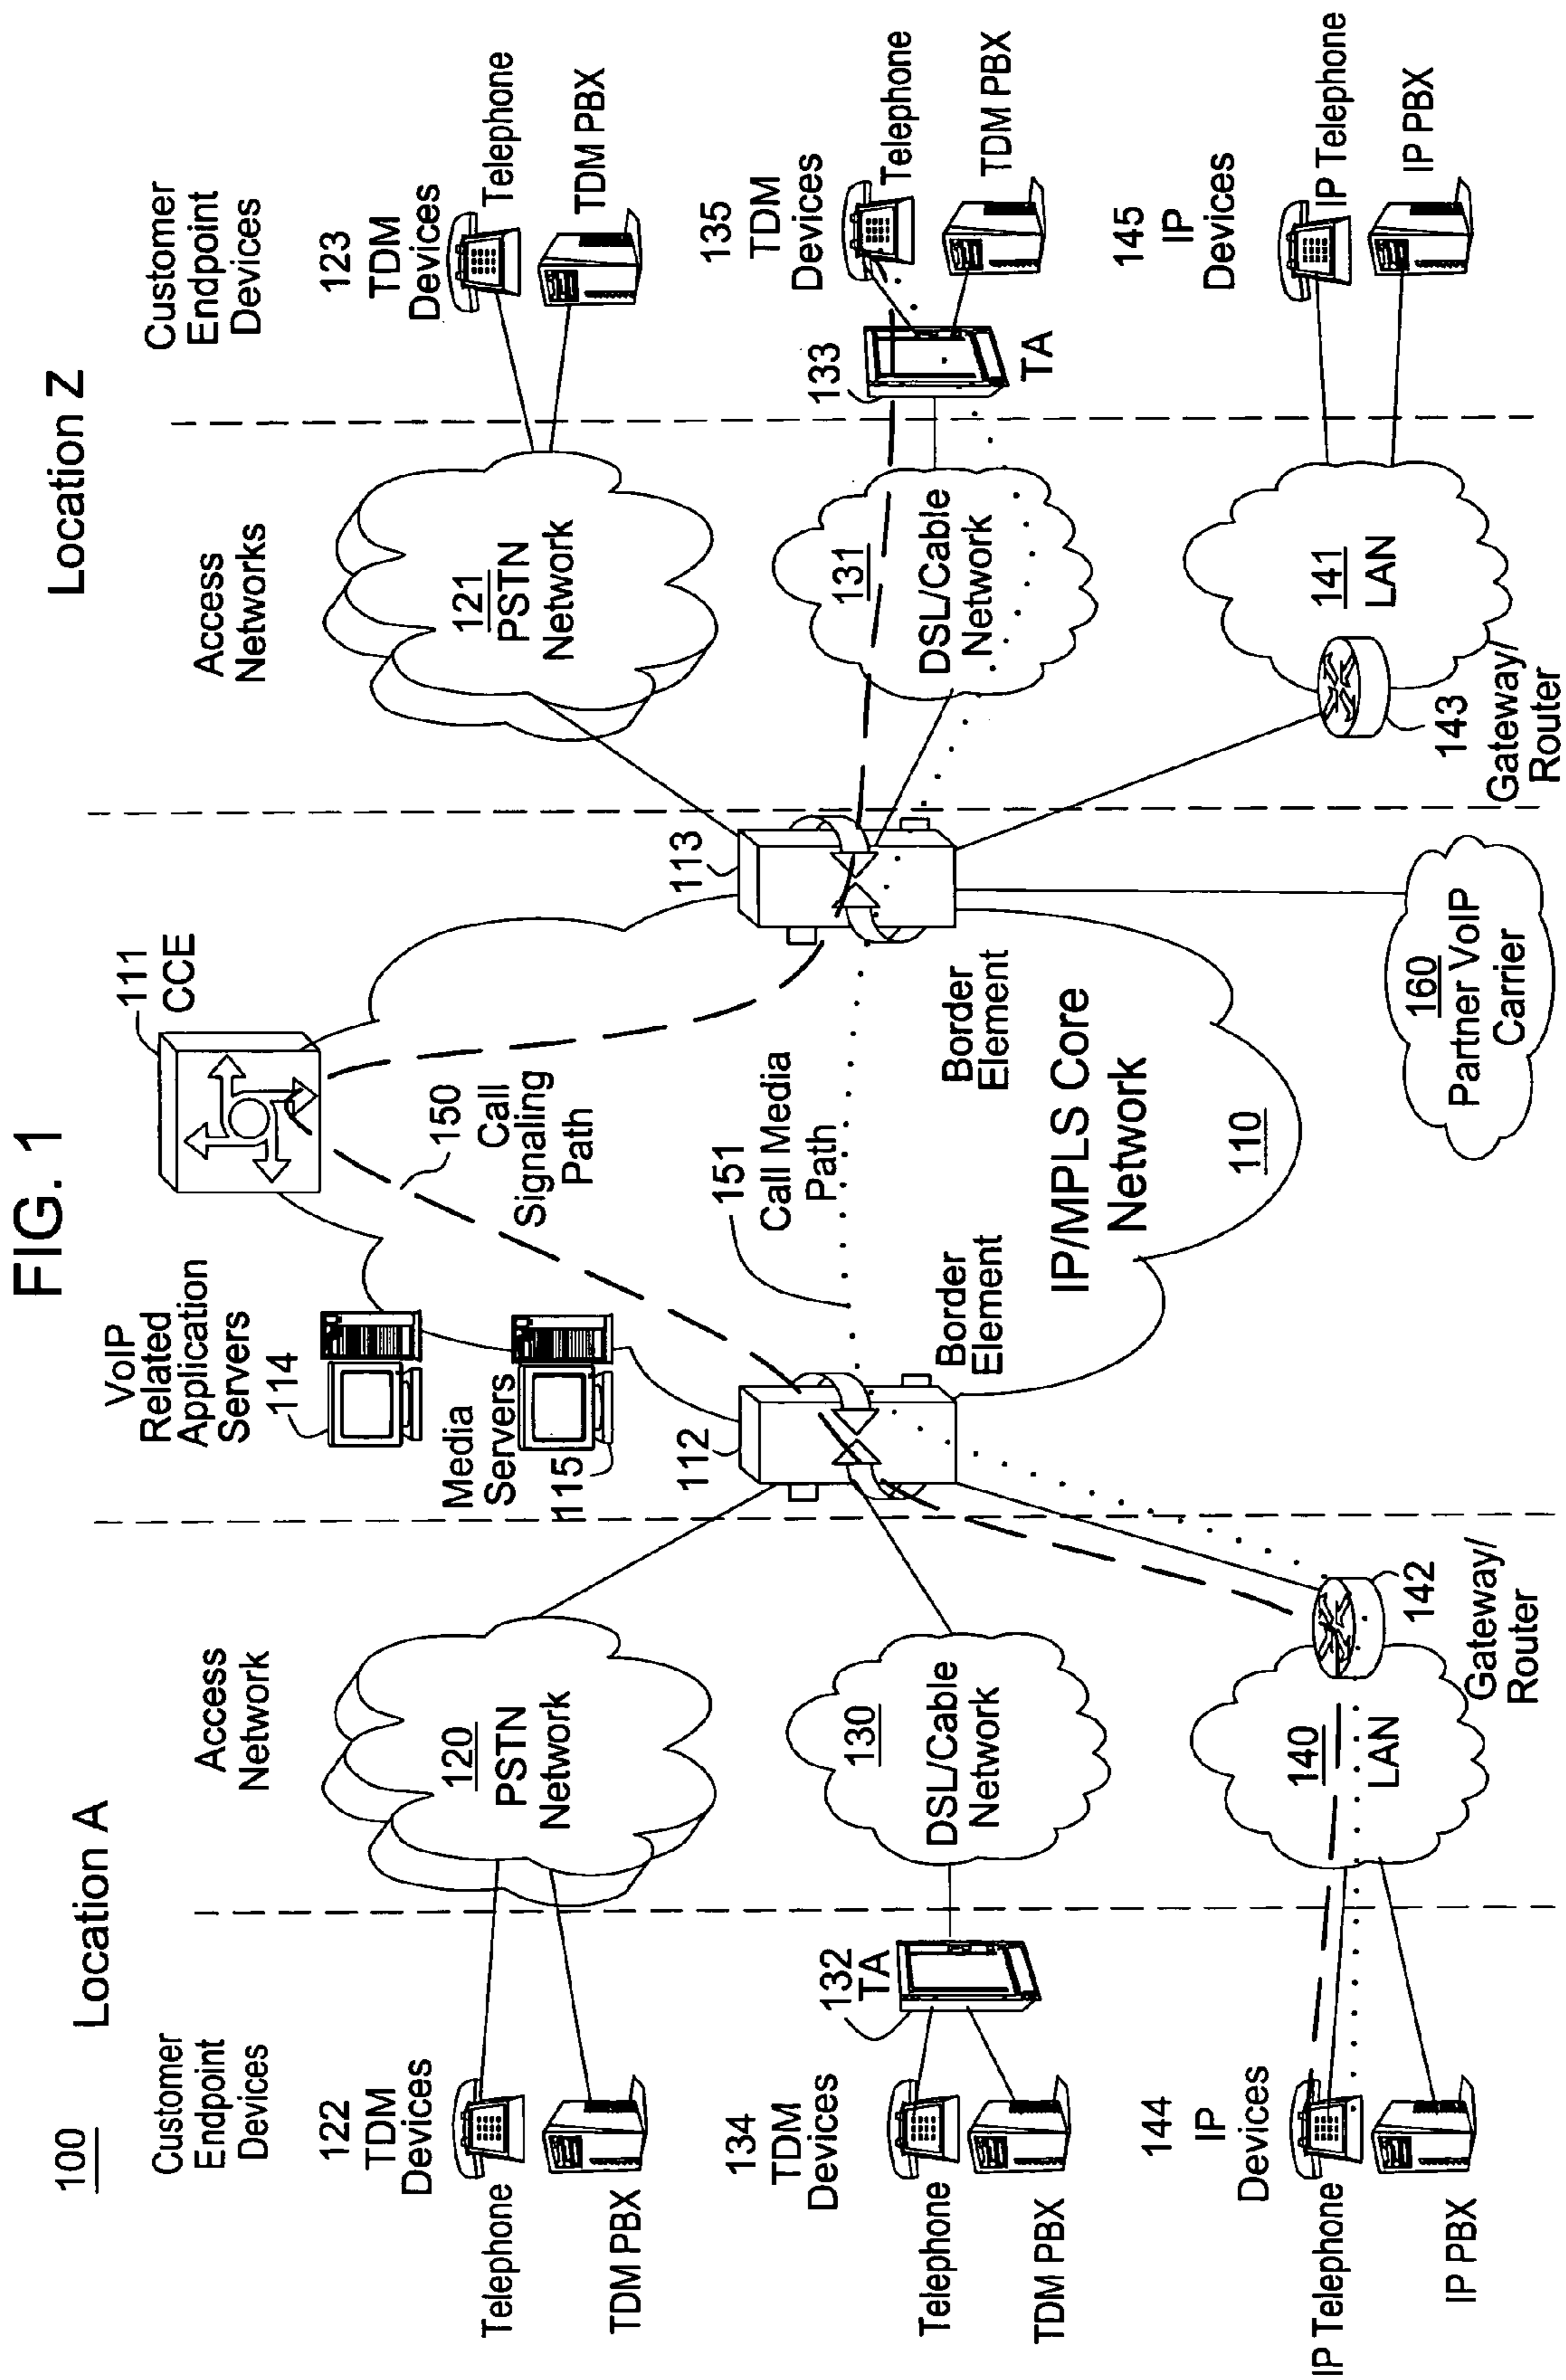 FIG. 1
100
Location A
Location Z
Customer
Endpoint
Devices
Access
Network
VoIP
Related
Application
Servers
114
Media
Servers
115
111
CCE
Access
Networks
Customer
Endpoint
Devices
122
TDM
Devices
Telephone
TDM PBX
120
PSTN
Network
150
Call
Signaling
Path
121
PSTN
Network
123
TDM
Devices
Telephone
TDM PBX
134
TDM
Devices
Telephone
TDM PBX
132
TA
130
DSL/Cable
Network
112
Border
Element
151
Call Media
Path
113
Border
Element
131
DSL/Cable
Network
133
TA
135
TDM
Devices
Telephone
TDM PBX
IP/MPLS Core
Network
110
144
IP
Devices
IP Telephone
IP PBX
140
LAN
142
Gateway/
Router
160
Partner VoIP
Carrier
143
Gateway/
Router
141
LAN
145
IP
Devices
IP Telephone
IP PBX